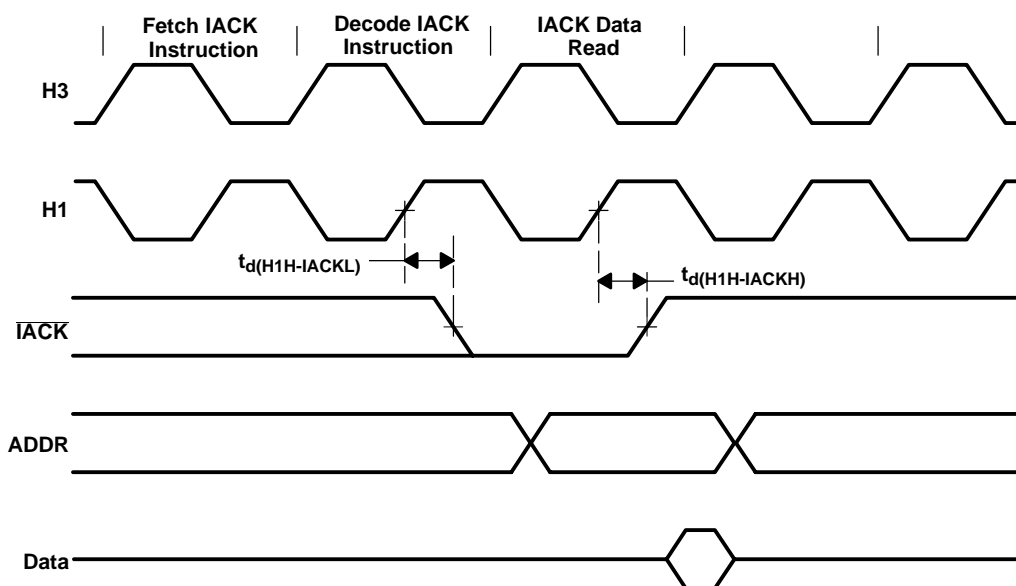 Fetch IACK
Instruction
Decode IACK
Instruction
IACK Data
Read
H3
H1
td(H1H-IACKL)
td(H1H-IACKH)
IACK
ADDR
Data